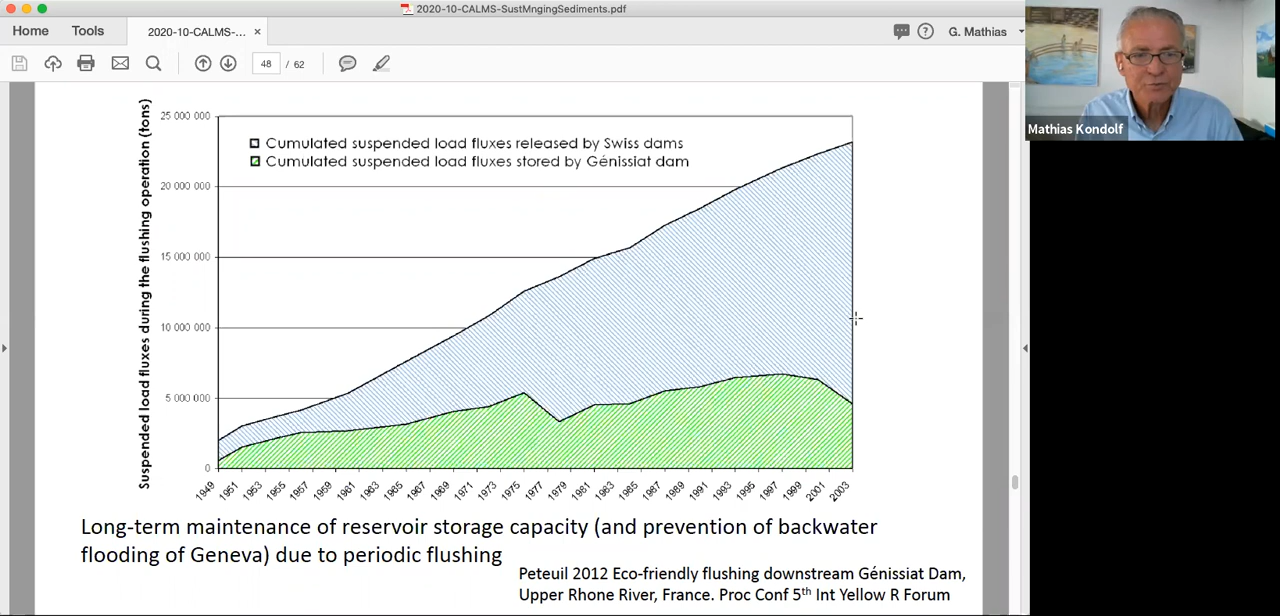 2020-10-CALMS-SustMngingSediments.pdf
Home
Tools
2020-10-CALMS-...
×
G. Mathias
48 / 62
Mathias Kondolf
Suspended load fluxes during the flushing operation (tons)
25 000 000
20 000 000
15 000 000
10 000 000
5 000 000
0
Cumulated suspended load fluxes released by Swiss dams
Cumulated suspended load fluxes stored by Génissiat dam
1949 1951 1953 1955 1957 1959 1961 1963 1965 1967 1969 1971 1973 1975 1977 1979 1981 1983 1985 1987 1989 1991 1993 1995 1997 1999 2001 2003
Long-term maintenance of reservoir storage capacity (and prevention of backwater
flooding of Geneva) due to periodic flushing
Peteuil 2012 Eco-friendly flushing downstream Génissiat Dam,
Upper Rhone River, France. Proc Conf 5th Int Yellow R Forum